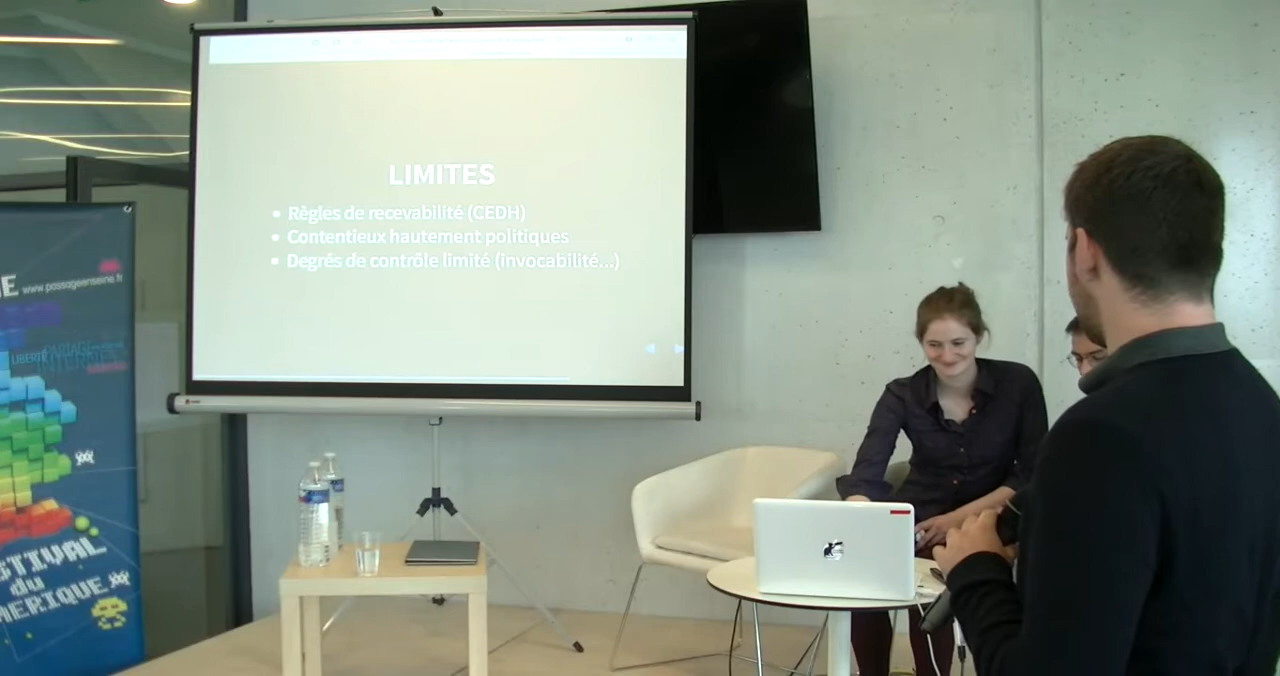 LIMITES
Règles de recevabilité (CEDH)
Contentieux hautement politiques
Degrés de contrôle limité (invocabilité...)
E www.passageenseine.fr
LIBERTÉ PARTAGE
INTERNET
STIVAL
du
MERIQUE